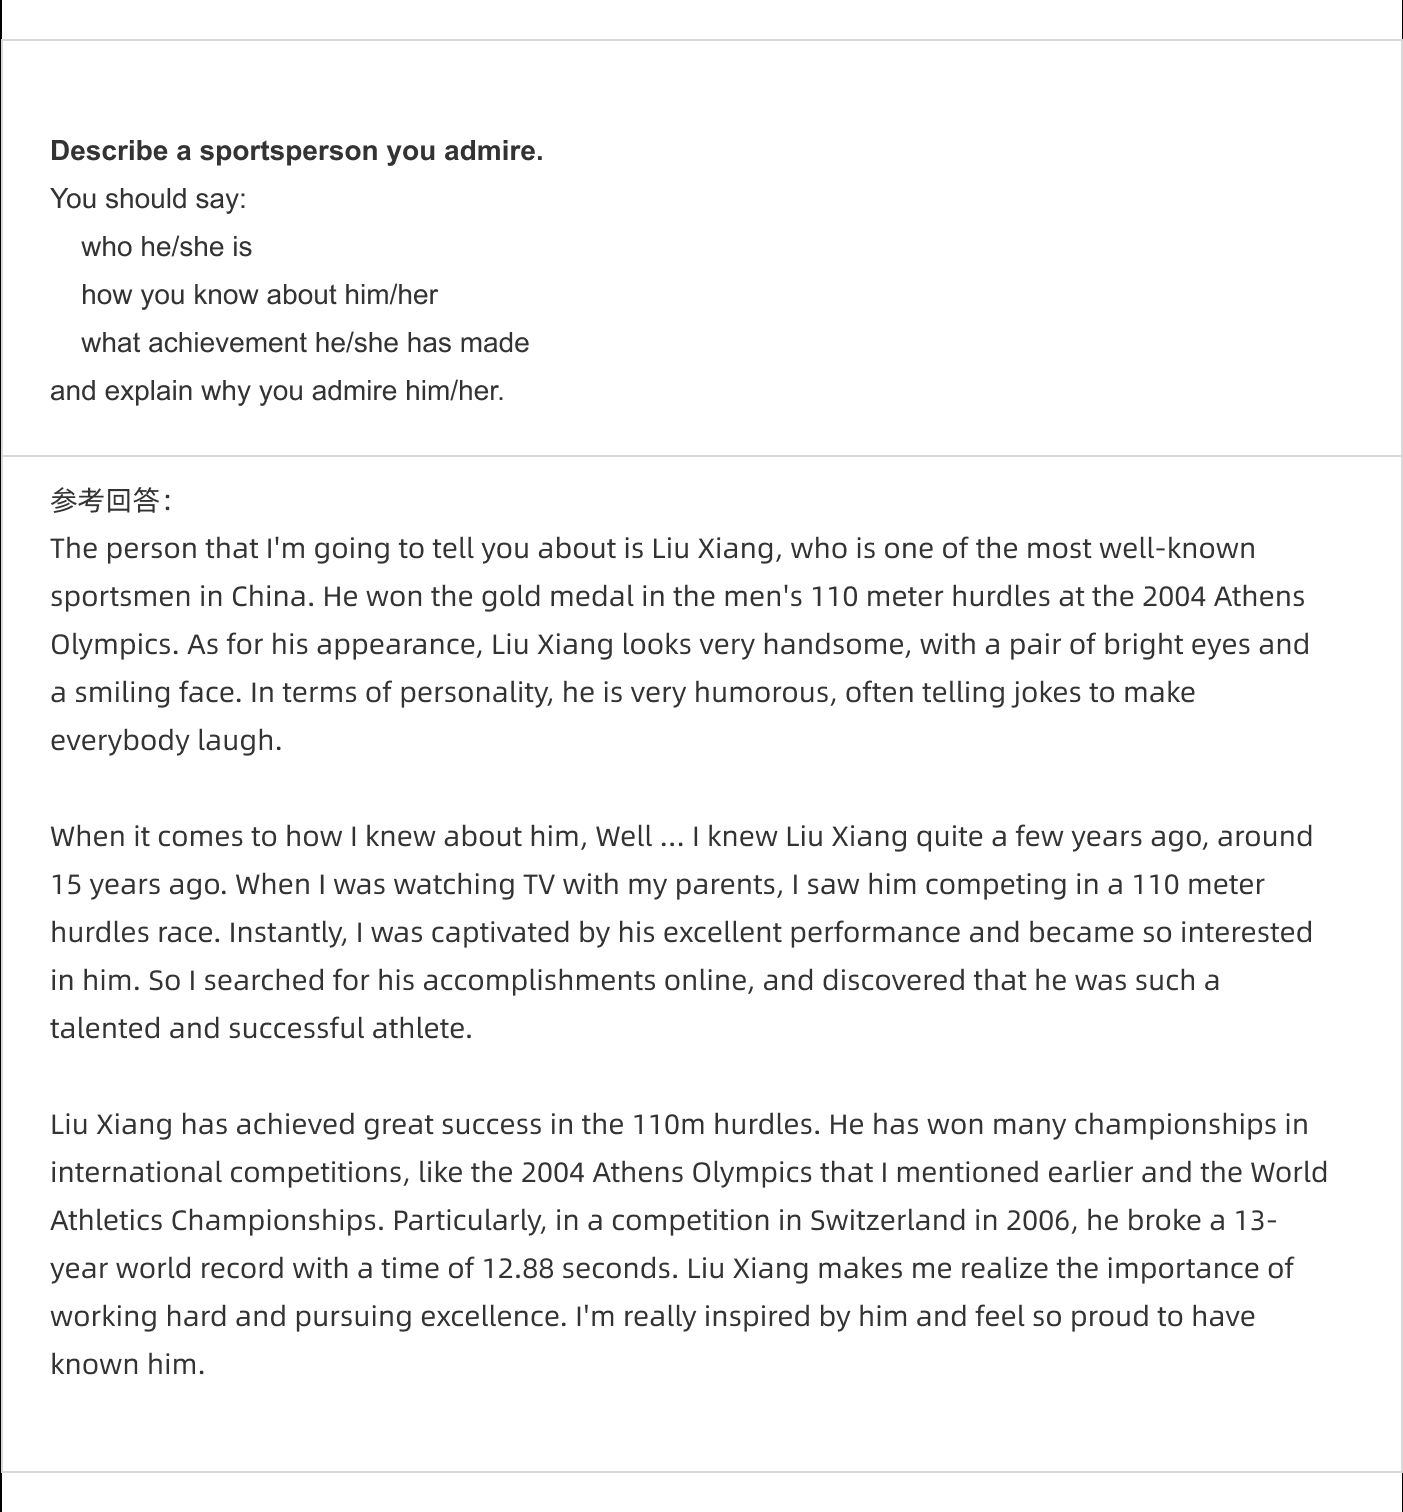 Describe a sportsperson you admire.
You should say:
who he/she is
how you know about him/her
what achievement he/she has made
and explain why you admire him/her.
参考回答：
The person that I'm going to tell you about is Liu Xiang, who is one of the most well-known
sportsmen in China. He won the gold medal in the men's 110 meter hurdles at the 2004 Athens
Olympics. As for his appearance, Liu Xiang looks very handsome, with a pair of bright eyes and
a smiling face. In terms of personality, he is very humorous, often telling jokes to make
everybody laugh.
When it comes to how I knew about him, Well ... I knew Liu Xiang quite a few years ago, around
15 years ago. When I was watching TV with my parents, I saw him competing in a 110 meter
hurdles race. Instantly, I was captivated by his excellent performance and became so interested
in him. So I searched for his accomplishments online, and discovered that he was such a
talented and successful athlete.
Liu Xiang has achieved great success in the 110m hurdles. He has won many championships in
international competitions, like the 2004 Athens Olympics that I mentioned earlier and the World
Athletics Championships. Particularly, in a competition in Switzerland in 2006, he broke a 13-
year world record with a time of 12.88 seconds. Liu Xiang makes me realize the importance of
working hard and pursuing excellence. I'm really inspired by him and feel so proud to have
known him.